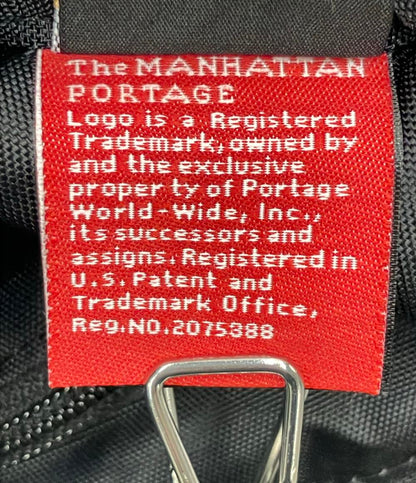 The MANHATTAN
PORTAGE
Logo is a Registered
Trademark, owned by
and the exclusive
property of Portage
World-Wide, Inc.,
its successors and
assigns. Registered in
U.S. Patent and
Trademark Office,
Reg.NO.2075388